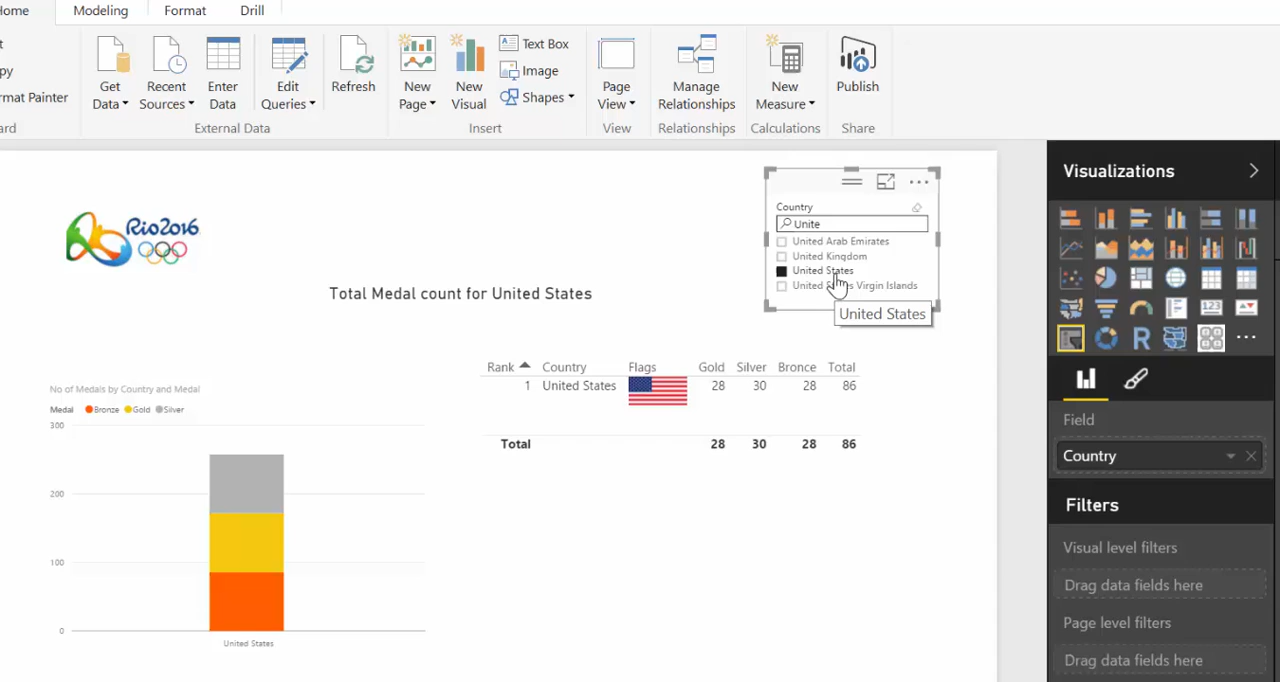 Home Modeling Format Drill
Get Data
Recent Sources
Enter Data
Edit Queries
Refresh
New Page
New Visual
Text Box
Image
Shapes
Page View
Manage Relationships
New Measure
Publish
py
rmat Painter
ard
External Data
Insert
View
Relationships
Calculations
Share
Visualizations
Rio2016
Country
Unite
United Arab Emirates
United Kingdom
United States
United States Virgin Islands
United States
Total Medal count for United States
Rank Country Flags Gold Silver Bronze Total
1 United States 28 30 28 86
Total 28 30 28 86
No of Medals by Country and Medal
Medal Bronze Gold Silver
300
200
100
0
United States
R
123
Field
Country
Filters
Visual level filters
Drag data fields here
Page level filters
Drag data fields here